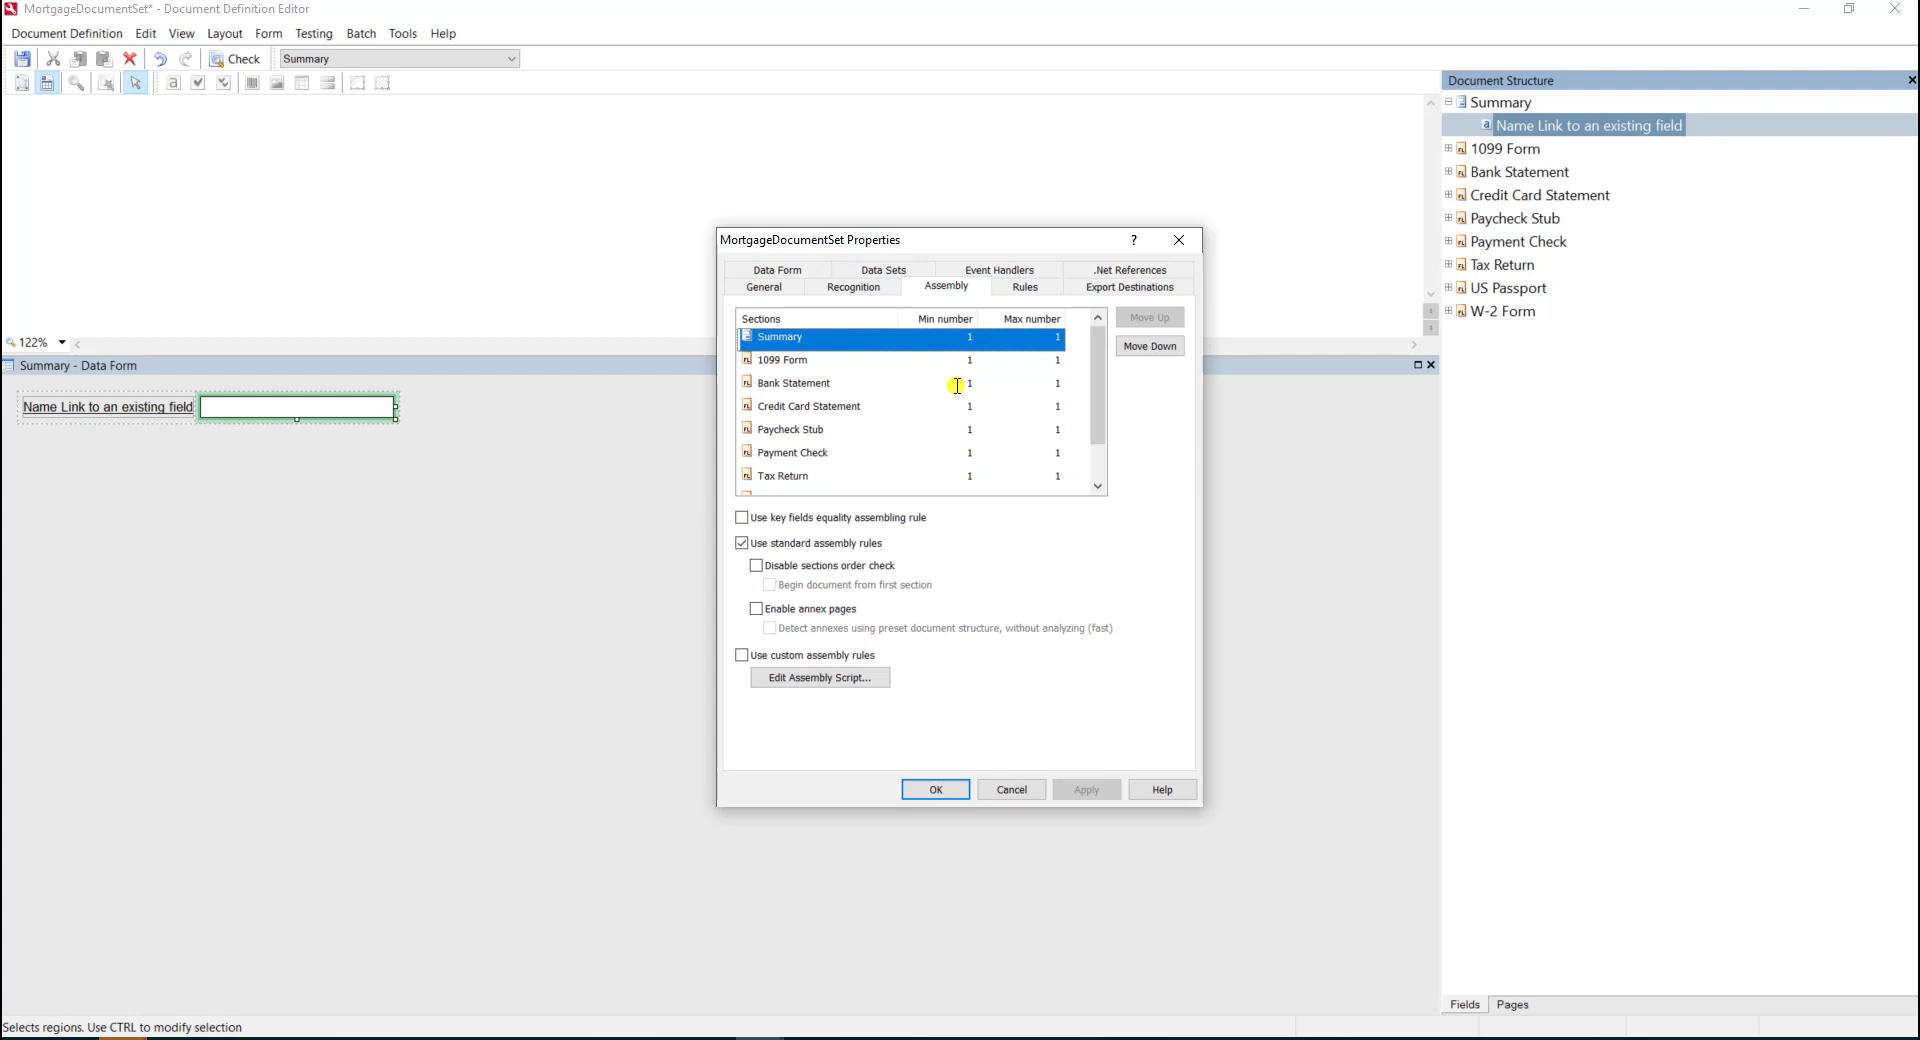 MortgageDocumentSet* - Document Definition Editor
Document Definition Edit View Layout Form Testing Batch Tools Help
Check Summary
Document Structure
Summary
Name Link to an existing field
1099 Form
Bank Statement
Credit Card Statement
Paycheck Stub
Payment Check
Tax Return
US Passport
W-2 Form
122%
Summary - Data Form
Name Link to an existing field
MortgageDocumentSet Properties
Data Form Data Sets Event Handlers .Net References
General Recognition Assembly Rules Export Destinations
Sections Min number Max number
Summary 1 1
1099 Form 1 1
Bank Statement 1 1
Credit Card Statement 1 1
Paycheck Stub 1 1
Payment Check 1 1
Tax Return 1 1
Move Up
Move Down
Use key fields equality assembling rule
Use standard assembly rules
Disable sections order check
Begin document from first section
Enable annex pages
Detect annexes using preset document structure, without analyzing (fast)
Use custom assembly rules
Edit Assembly Script...
OK Cancel Apply Help
Fields Pages
Selects regions. Use CTRL to modify selection